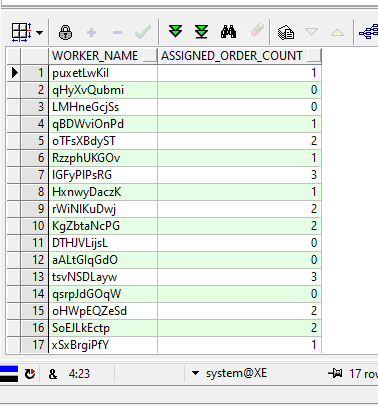 WORKER_NAME ASSIGNED_ORDER_COUNT
1 puxetLwKil 1
2 qHyXvQubmi 0
3 LMHneGcjSs 0
4 qBDWviOnPd 1
5 oTFsXBdyST 2
6 RzzphUKGOv 1
7 IGFyPlPsRG 3
8 HxnwyDaczK 1
9 rWiNlKuDwj 2
10 KgZbtaNcPG 2
11 DTHJVLijsL 0
12 aALtGlqGdO 0
13 tsvNSDLayw 3
14 qsrpJdGOqW 0
15 oHWpEQZeSd 2
16 SoEJLkEctp 2
17 xSxBrgiPfY 1
& 4:23 system@XE 17 row